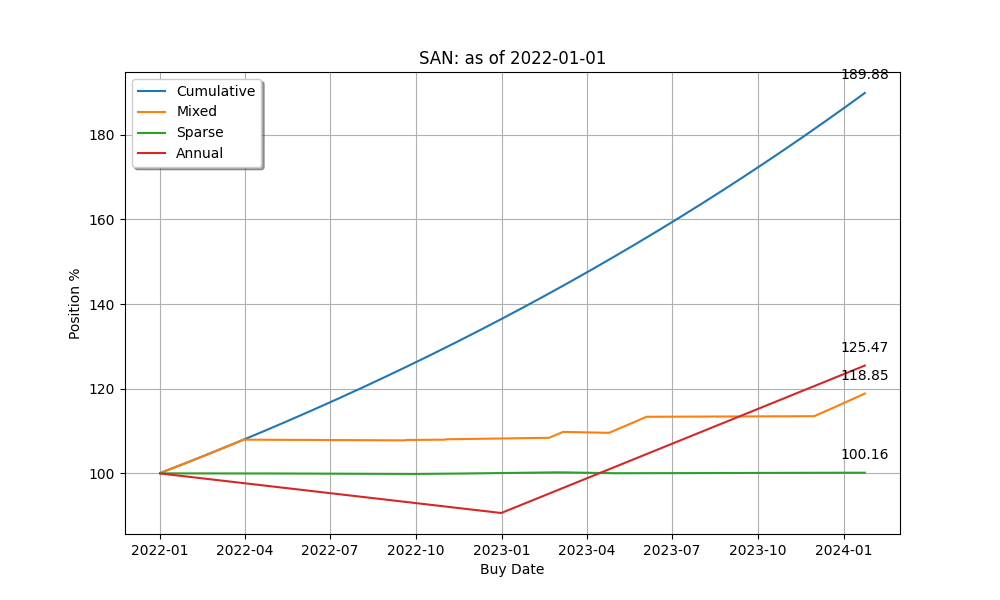 SAN: as of 2022-01-01
189.88
Cumulative
Mixed
Sparse
Annual
180
160
140
120
100
125.47
118.85
100.16
Position %
2022-01 2022-04 2022-07 2022-10 2023-01 2023-04 2023-07 2023-10 2024-01
Buy Date